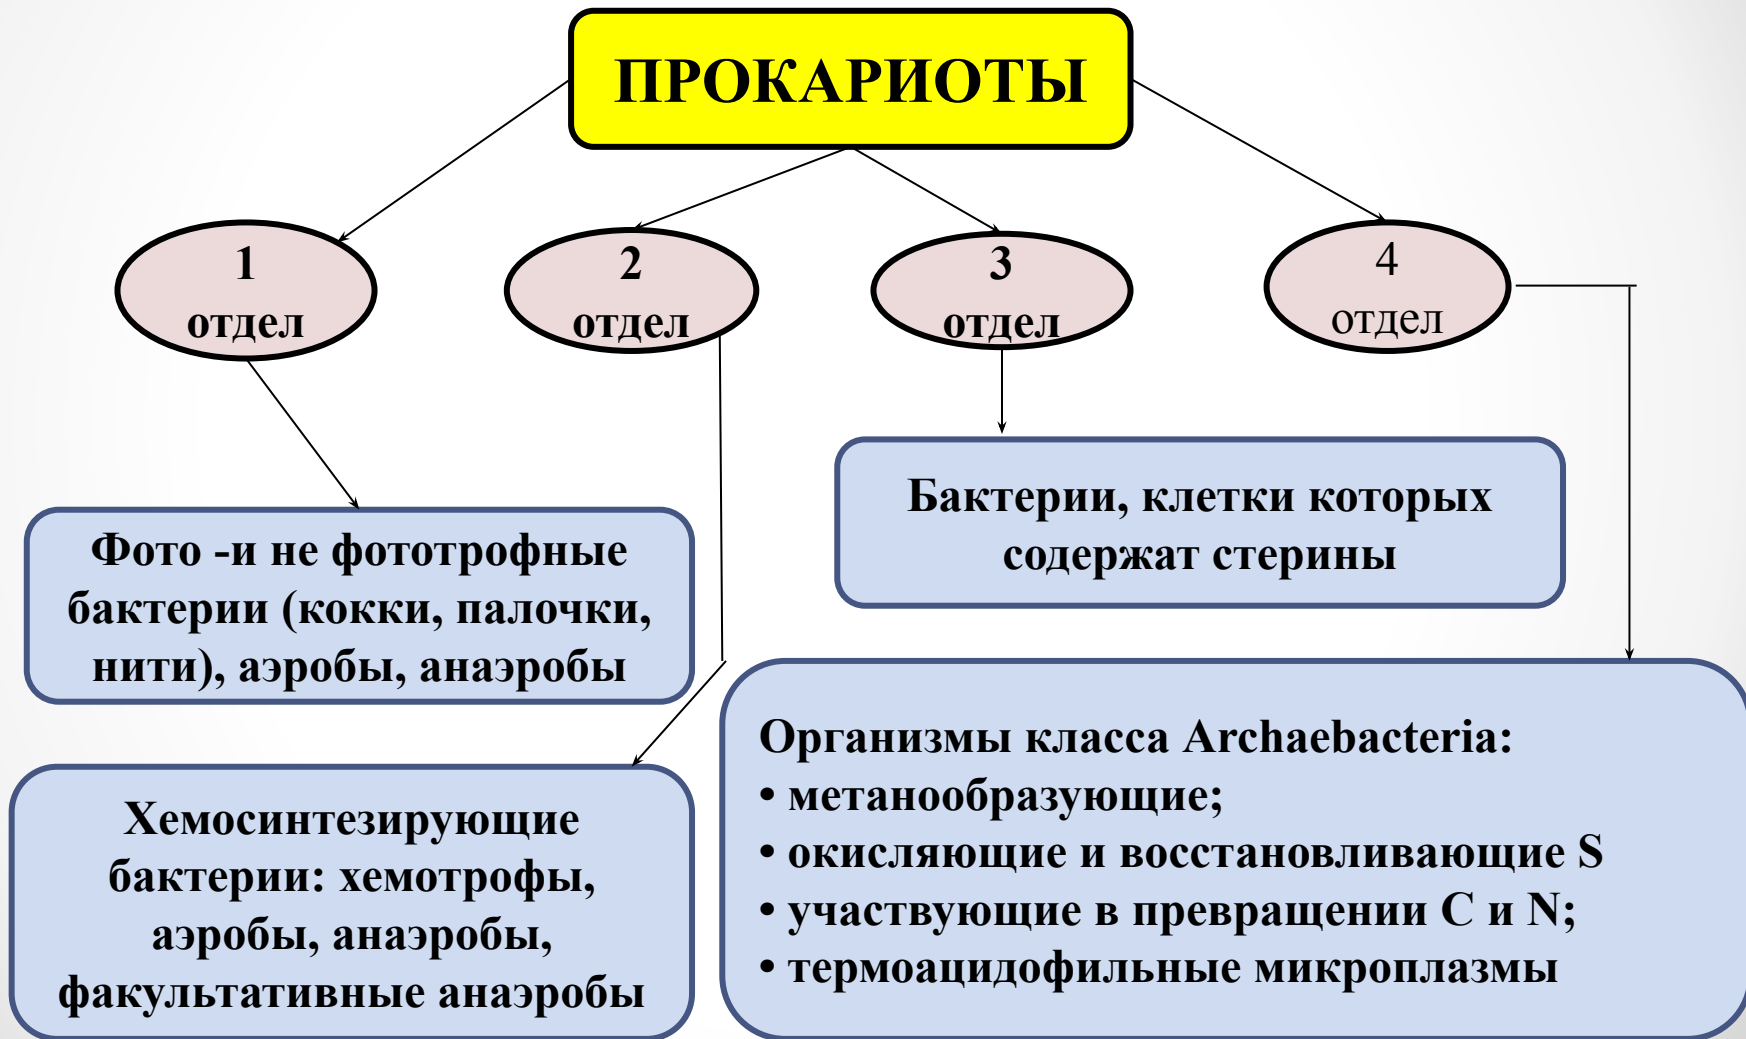 ПРОКАРИОТЫ
1
отдел
2
отдел
3
отдел
4
отдел
Бактерии, клетки которых
содержат стерины
Фото -и не фототрофные
бактерии (кокки, палочки,
нити), аэробы, анаэробы
Организмы класса Archaebacteria:
• метанообразующие;
• окисляющие и восстановливающие S
• участвующие в превращении C и N;
• термоацидофильные микроплазмы
Хемосинтезирующие
бактерии: хемотрофы,
аэробы, анаэробы,
факультативные анаэробы